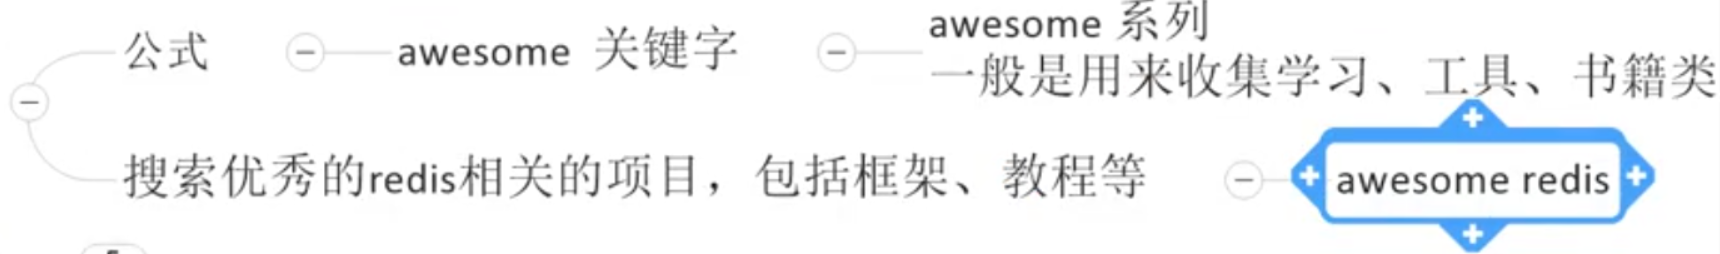 公式
awesome 关键字
awesome 系列
一般是用来收集学习、工具、书籍类
搜索优秀的redis相关的项目，包括框架、教程等
awesome redis